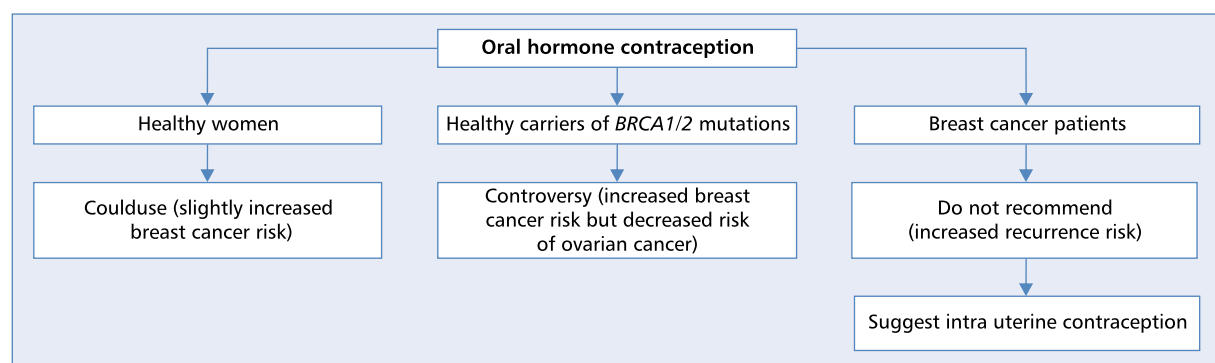 Oral hormone contraception
Healthy women
Healthy carriers of BRCA1/2 mutations
Breast cancer patients
Coulduse (slightly increased
breast cancer risk)
Controversy (increased breast
cancer risk but decreased risk
of ovarian cancer)
Do not recommend
(increased recurrence risk)
Suggest intra uterine contraception